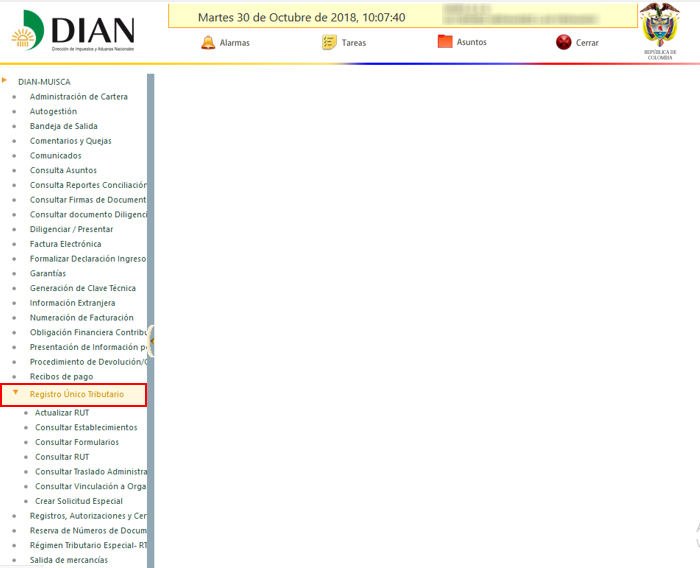 DIAN
Dirección de Impuestos y Aduanas Nacionales
Martes 30 de Octubre de 2018, 10:07:40
Alarmas
Tareas
Asuntos
Cerrar
REPÚBLICA DE
COLOMBIA
DIAN-MUISCA
Administración de Cartera
Autogestión
Bandeja de Salida
Comentarios y Quejas
Comunicados
Consulta Asuntos
Consulta Reportes Conciliación
Consultar Firmas de Document
Consultar documento Diligenci
Diligenciar / Presentar
Factura Electrónica
Formalizar Declaración Ingreso
Garantías
Generación de Clave Técnica
Información Extranjera
Numeración de Facturación
Obligación Financiera Contribu
Presentación de Información po
Procedimiento de Devolución/C
Recibos de pago
Registro Único Tributario
Actualizar RUT
Consultar Establecimientos
Consultar Formularios
Consultar RUT
Consultar Traslado Administra
Consultar Vinculación a Orga
Crear Solicitud Especial
Registros, Autorizaciones y Cer
Reserva de Números de Docum
Régimen Tributario Especial- RT
Salida de mercancías